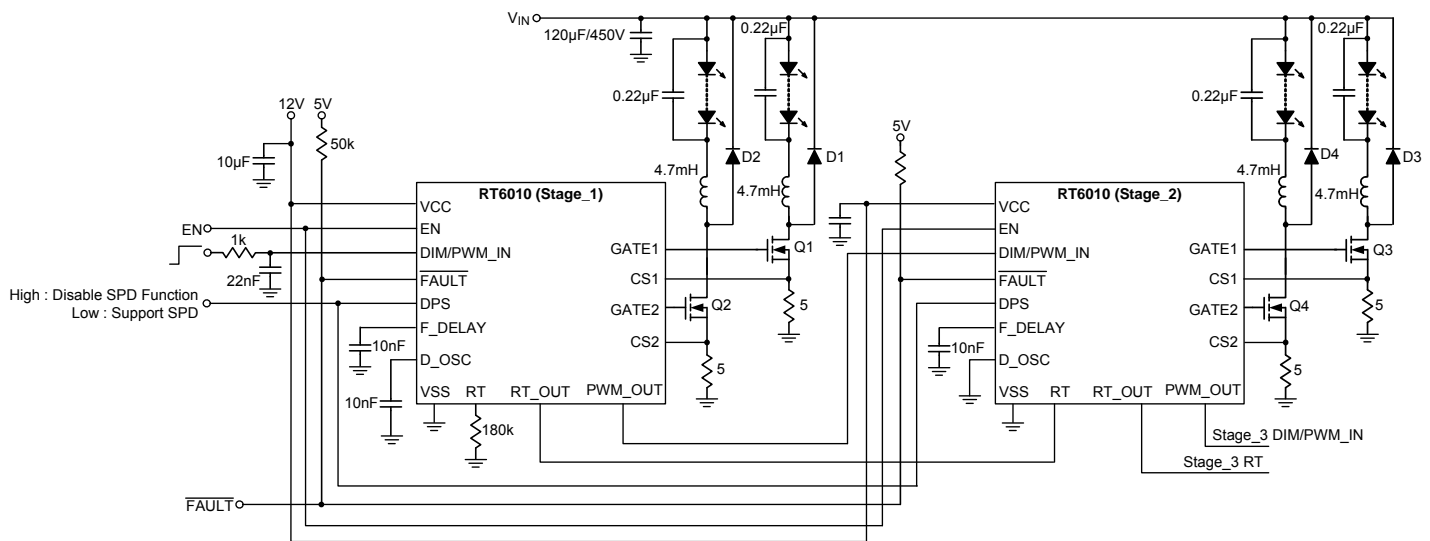 VIN
120µF/450V
0.22µF
0.22µF
0.22µF
0.22µF
12V
5V
50k
10µF
5V
D2
D1
D4
D3
4.7mH
4.7mH
4.7mH
4.7mH
RT6010 (Stage_1)
VCC
EN
DIM/PWM_IN
FAULT
DPS
F_DELAY
D_OSC
VSS
RT
RT_OUT
PWM_OUT
GATE1
CS1
GATE2
CS2
Q1
Q2
5
5
EN
1k
22nF
High : Disable SPD Function
Low : Support SPD
10nF
10nF
180k
FAULT
RT6010 (Stage_2)
VCC
EN
DIM/PWM_IN
FAULT
DPS
F_DELAY
D_OSC
VSS
RT
RT_OUT
PWM_OUT
GATE1
CS1
GATE2
CS2
Q3
Q4
5
5
10nF
Stage_3 DIM/PWM_IN
Stage_3 RT